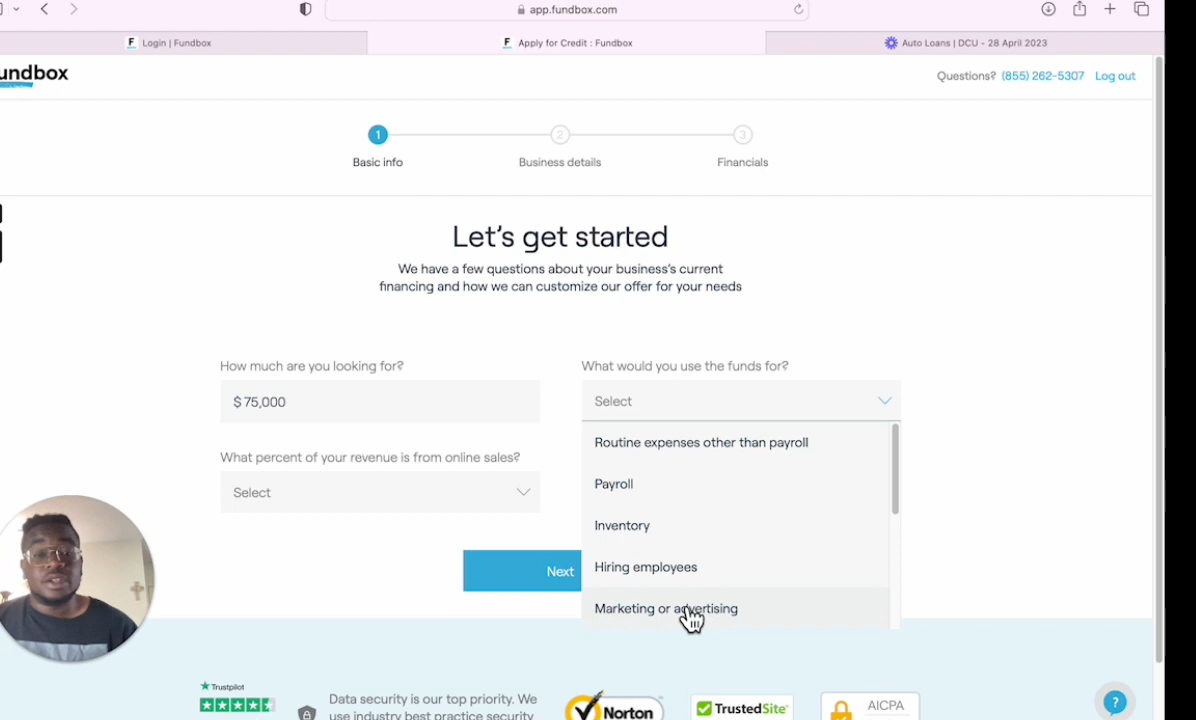 app.fundbox.com
F Login | Fundbox
F Apply for Credit : Fundbox
Auto Loans | DCU - 28 April 2023
undbox
Questions? (855) 262-5307 Log out
1
2
3
Basic info
Business details
Financials
Let's get started
We have a few questions about your business's current
financing and how we can customize our offer for your needs
How much are you looking for?
$ 75,000
What would you use the funds for?
Select
Routine expenses other than payroll
Payroll
Inventory
Hiring employees
Marketing or advertising
What percent of your revenue is from online sales?
Select
Next
Trustpilot
Data security is our top priority. We
use industry best practice security
Norton
TrustedSite
AICPA
?